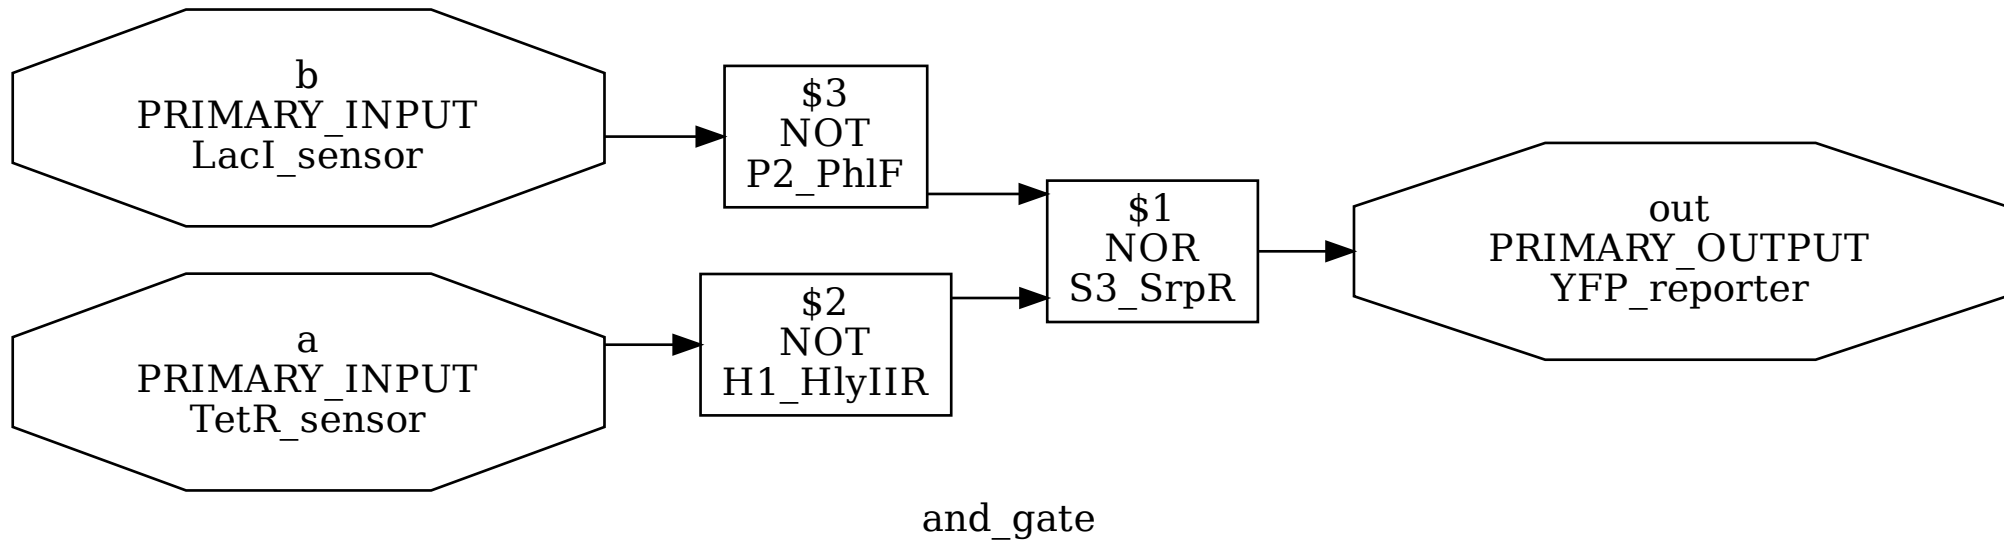 b
PRIMARY_INPUT
LacI_sensor
$3
NOT
P2_PhlF
a
PRIMARY_INPUT
TetR_sensor
$2
NOT
H1_HlyIIR
$1
NOR
S3_SrpR
out
PRIMARY_OUTPUT
YFP_reporter
and_gate